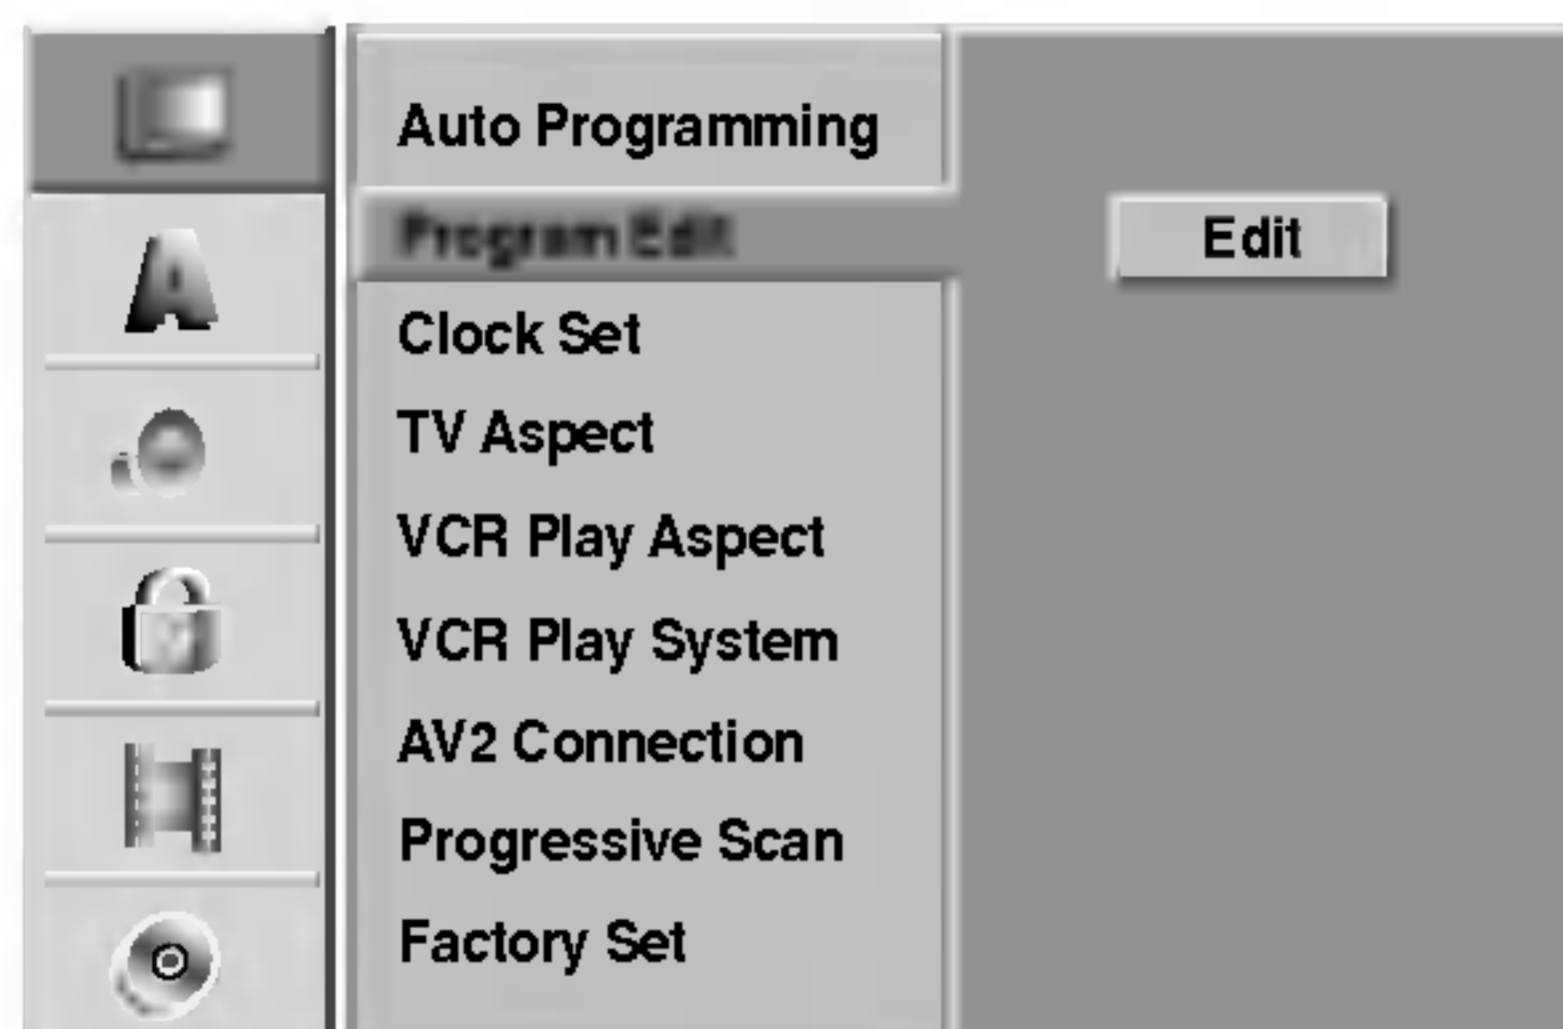 Auto Programming
Program Edit
Edit
Clock Set
TV Aspect
VCR Play Aspect
VCR Play System
AV2 Connection
Progressive Scan
Factory Set